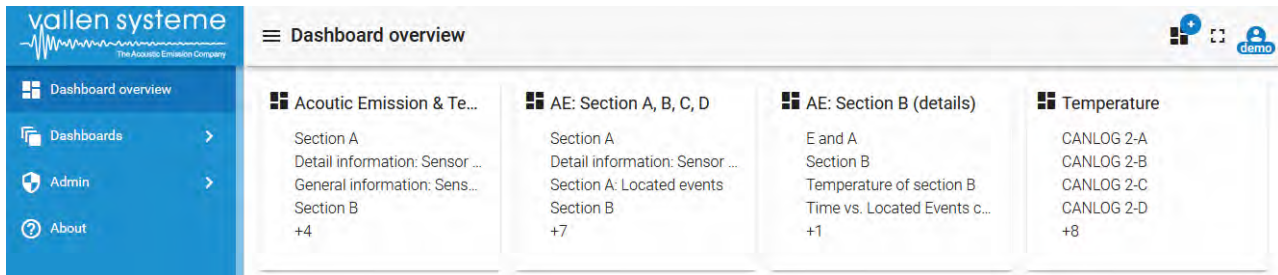 vallen systeme
The Acoustic Emission Company
Dashboard overview
demo
Dashboard overview
Dashboards
Admin
About
Acoutic Emission & Te...
Section A
Detail information: Sensor ...
General information: Sens...
Section B
+4
AE: Section A, B, C, D
Section A
Detail information: Sensor ...
Section A: Located events
Section B
+7
AE: Section B (details)
E and A
Section B
Temperature of section B
Time vs. Located Events c...
+1
Temperature
CANLOG 2-A
CANLOG 2-B
CANLOG 2-C
CANLOG 2-D
+8